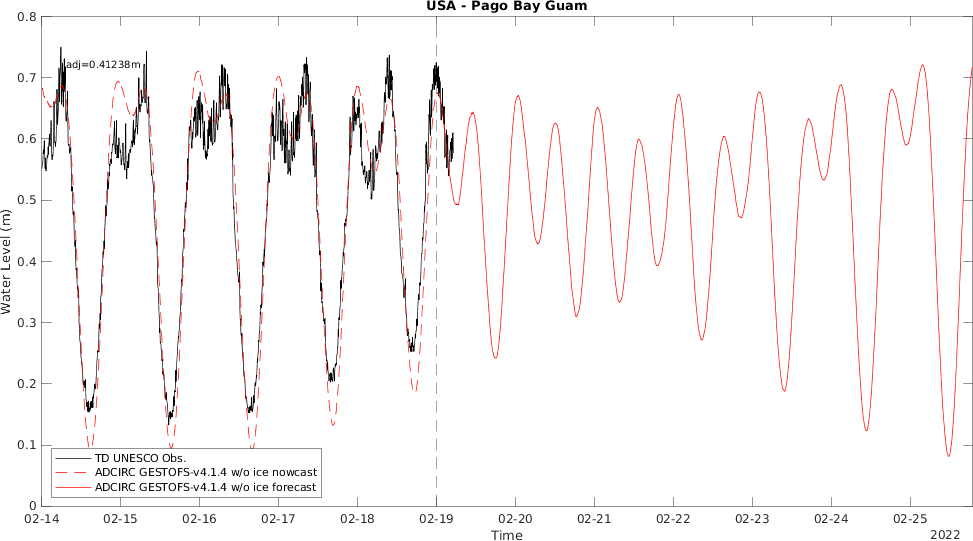 USA - Pago Bay Guam
adj=0.41238m
Water Level (m)
0.8
0.7
0.6
0.5
0.4
0.3
0.2
0.1
0
TD UNESCO Obs.
ADCIRC GESTOFS-v4.1.4 w/o ice nowcast
ADCIRC GESTOFS-v4.1.4 w/o ice forecast
02-14 02-15 02-16 02-17 02-18 02-19 02-20 02-21 02-22 02-23 02-24 02-25
Time
2022